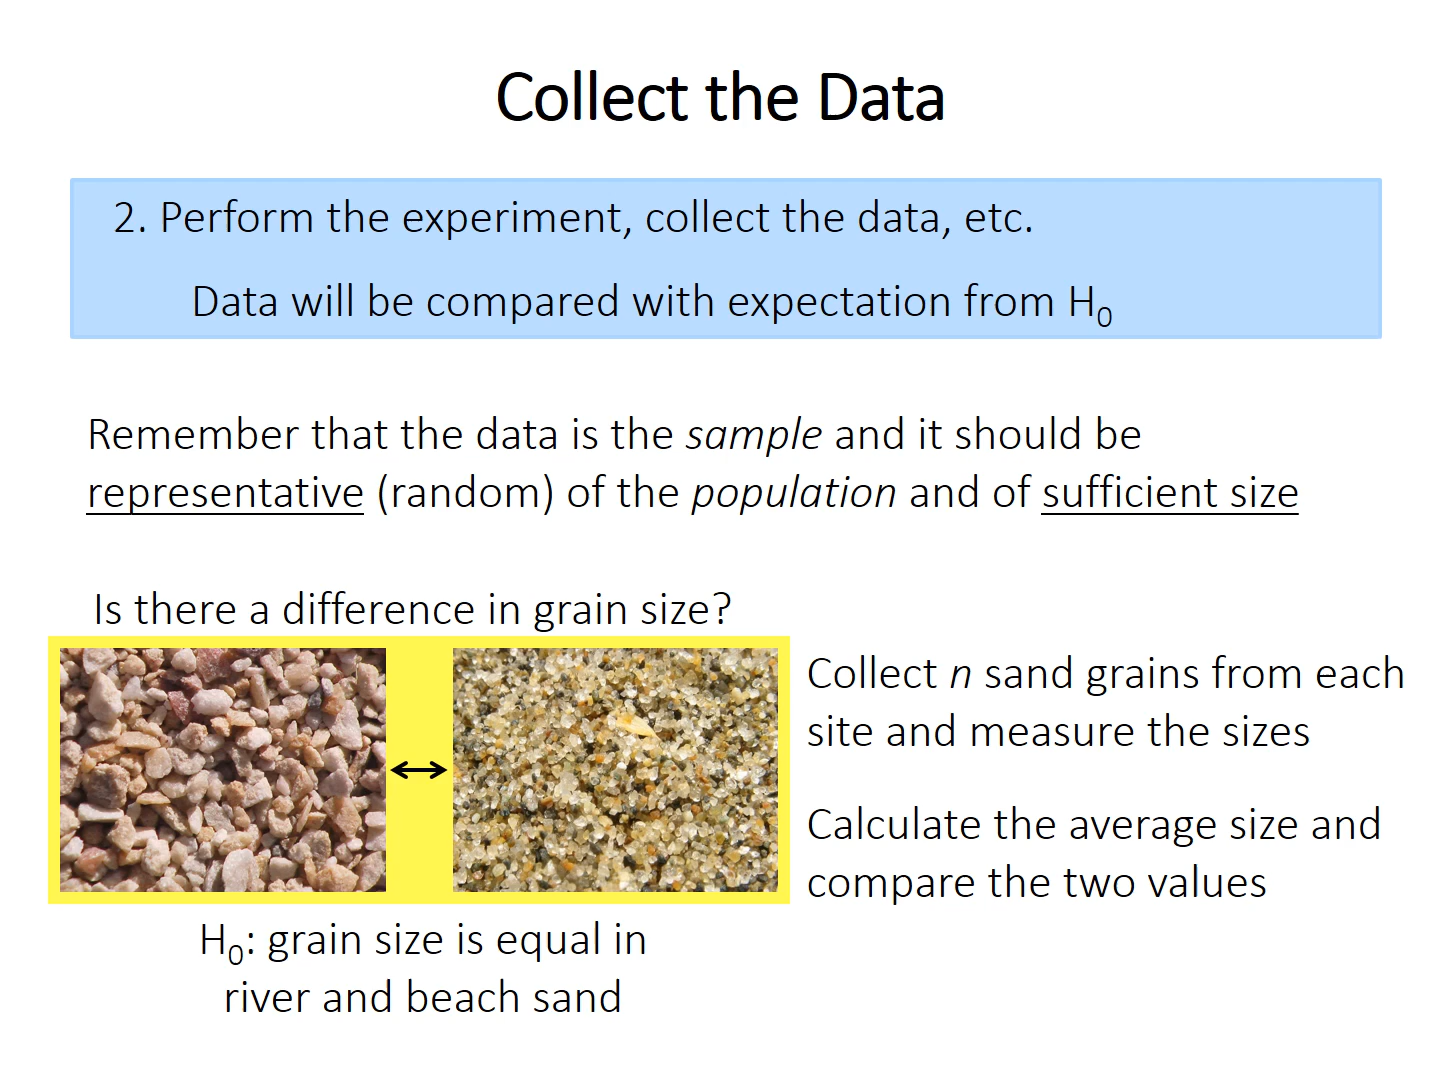 Collect the Data
2. Perform the experiment, collect the data, etc.
Data will be compared with expectation from H₀
Remember that the data is the sample and it should be
representative (random) of the population and of sufficient size
Is there a difference in grain size?
Collect n sand grains from each
site and measure the sizes
Calculate the average size and
compare the two values
H₀: grain size is equal in
river and beach sand